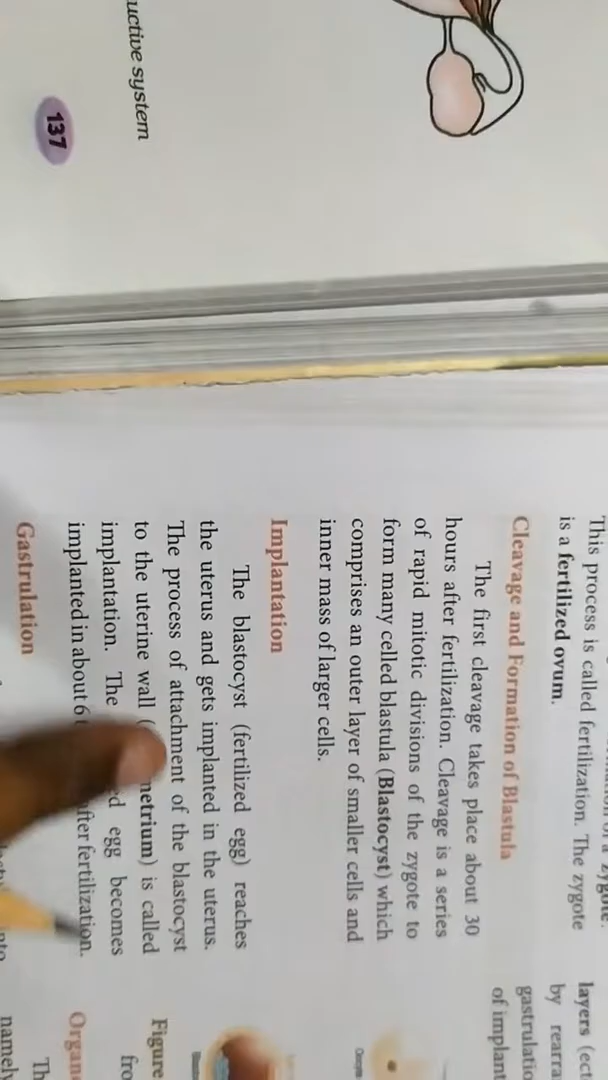 uctive system
137
This process is called fertilization. The zygote
is a fertilized ovum.
Cleavage and Formation of Blastula
The first cleavage takes place about 30
hours after fertilization. Cleavage is a series
of rapid mitotic divisions of the zygote to
form many celled blastula (Blastocyst) which
comprises an outer layer of smaller cells and
inner mass of larger cells.
Implantation
The blastocyst (fertilized egg) reaches
the uterus and gets implanted in the uterus.
The process of attachment of the blastocyst
to the uterine wall ( metrium) is called
implantation. The ed egg becomes
implanted in about 6 after fertilization.
Gastrulation
layers (ect
by rearra
gastrulatio
of implant
Figure
fro
Organ
Th
namely